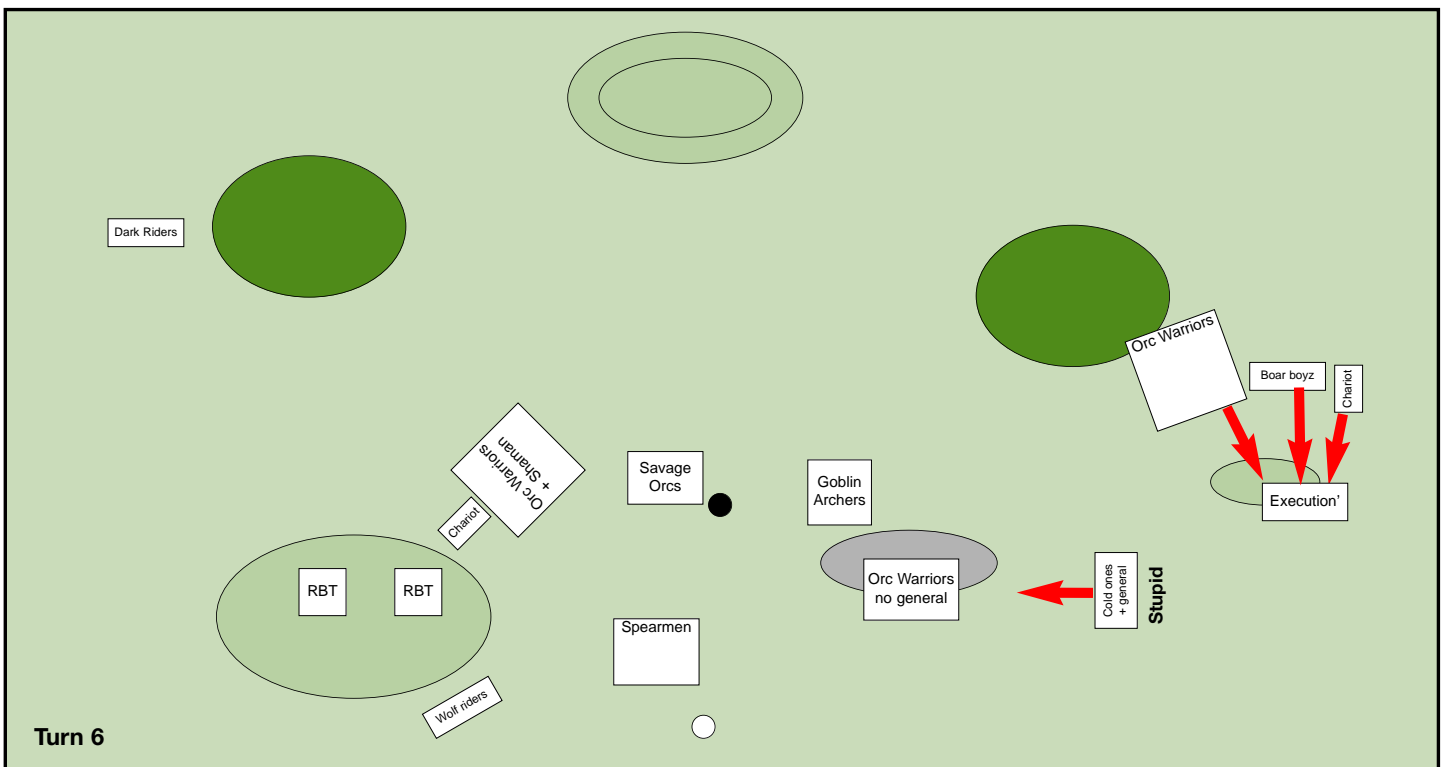 Dark Riders
Orc Warriors
Boar boyz
Chariot
Orc Warriors
+
Shaman
Savage
Orcs
Goblin
Archers
Execution'
Chariot
RBT
RBT
Orc Warriors
no general
Cold ones
+ general
Stupid
Spearmen
Wolf riders
Turn 6